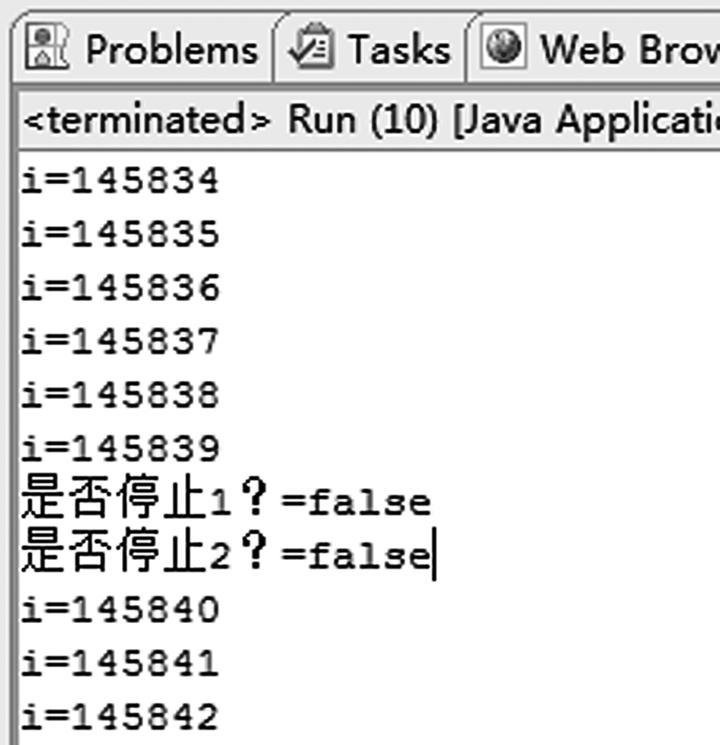 Problems Tasks Web Brow
<terminated> Run (10) [Java Applicati
i=145834
i=145835
i=145836
i=145837
i=145838
i=145839
是否停止1？=false
是否停止2？=false
i=145840
i=145841
i=145842